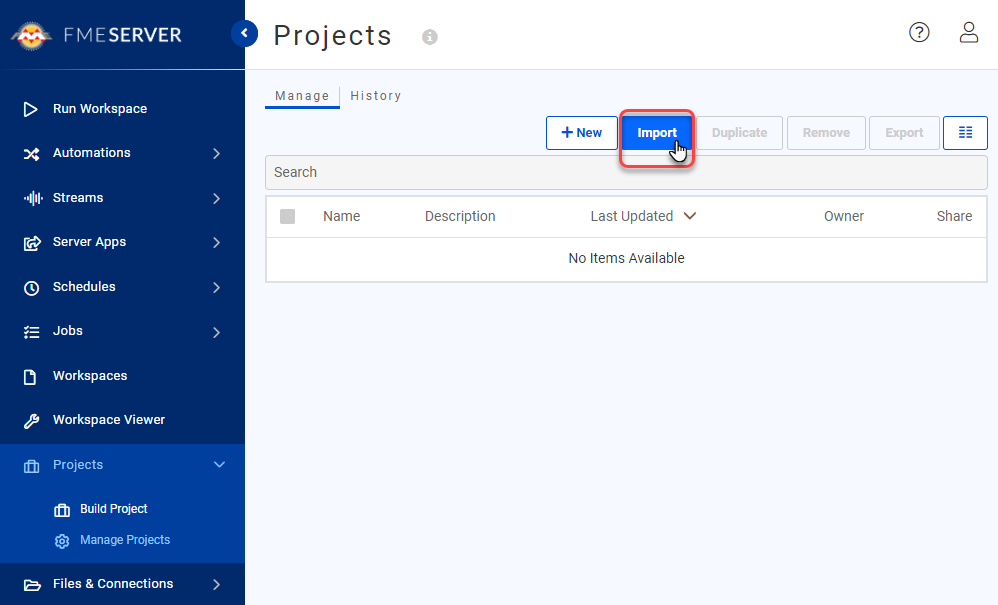 FMESERVER
Projects
Run Workspace
Automations
Streams
Server Apps
Schedules
Jobs
Workspaces
Workspace Viewer
Projects
Build Project
Manage Projects
Files & Connections
Manage History
+ New Import Duplicate Remove Export
Search
Name Description Last Updated Owner Share
No Items Available